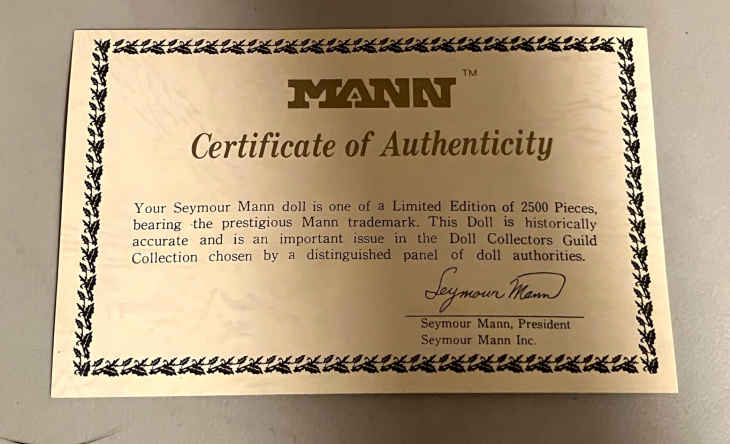 MANN™
Certificate of Authenticity
Your Seymour Mann doll is one of a Limited Edition of 2500 Pieces,
bearing the prestigious Mann trademark. This Doll is historically
accurate and is an important issue in the Doll Collectors Guild
Collection chosen by a distinguished panel of doll authorities.
Seymour Mann
Seymour Mann, President
Seymour Mann Inc.